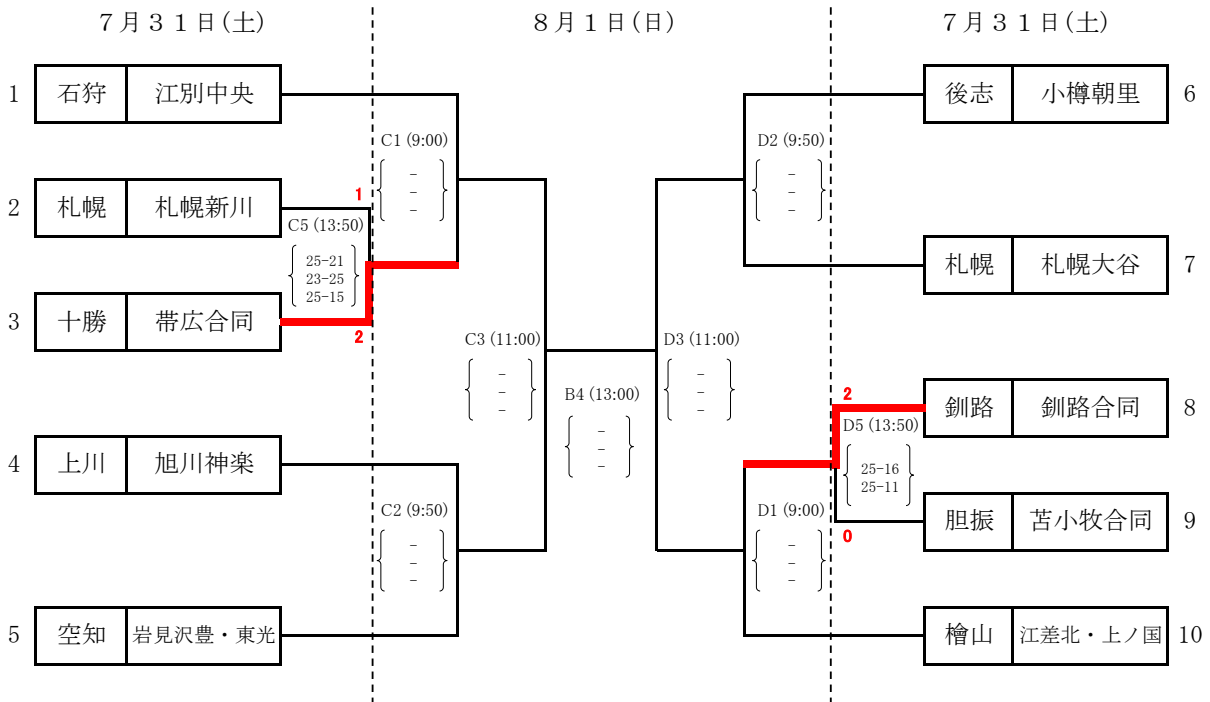 ７月３１日(土)
８月１日(日)
７月３１日(土)
1 石狩 江別中央
C1 (9:00)
－
－
－
2 札幌 札幌新川
1
C5 (13:50)
25-21
23-25
25-15
3 十勝 帯広合同
2
C3 (11:00)
－
－
－
4 上川 旭川神楽
C2 (9:50)
－
－
－
5 空知 岩見沢豊・東光
B4 (13:00)
－
－
－
後志 小樽朝里 6
D2 (9:50)
－
－
－
札幌 札幌大谷 7
D3 (11:00)
－
－
－
2
釧路 釧路合同 8
D5 (13:50)
25-16
25-11
胆振 苫小牧合同 9
0
D1 (9:00)
－
－
－
檜山 江差北・上ノ国 10